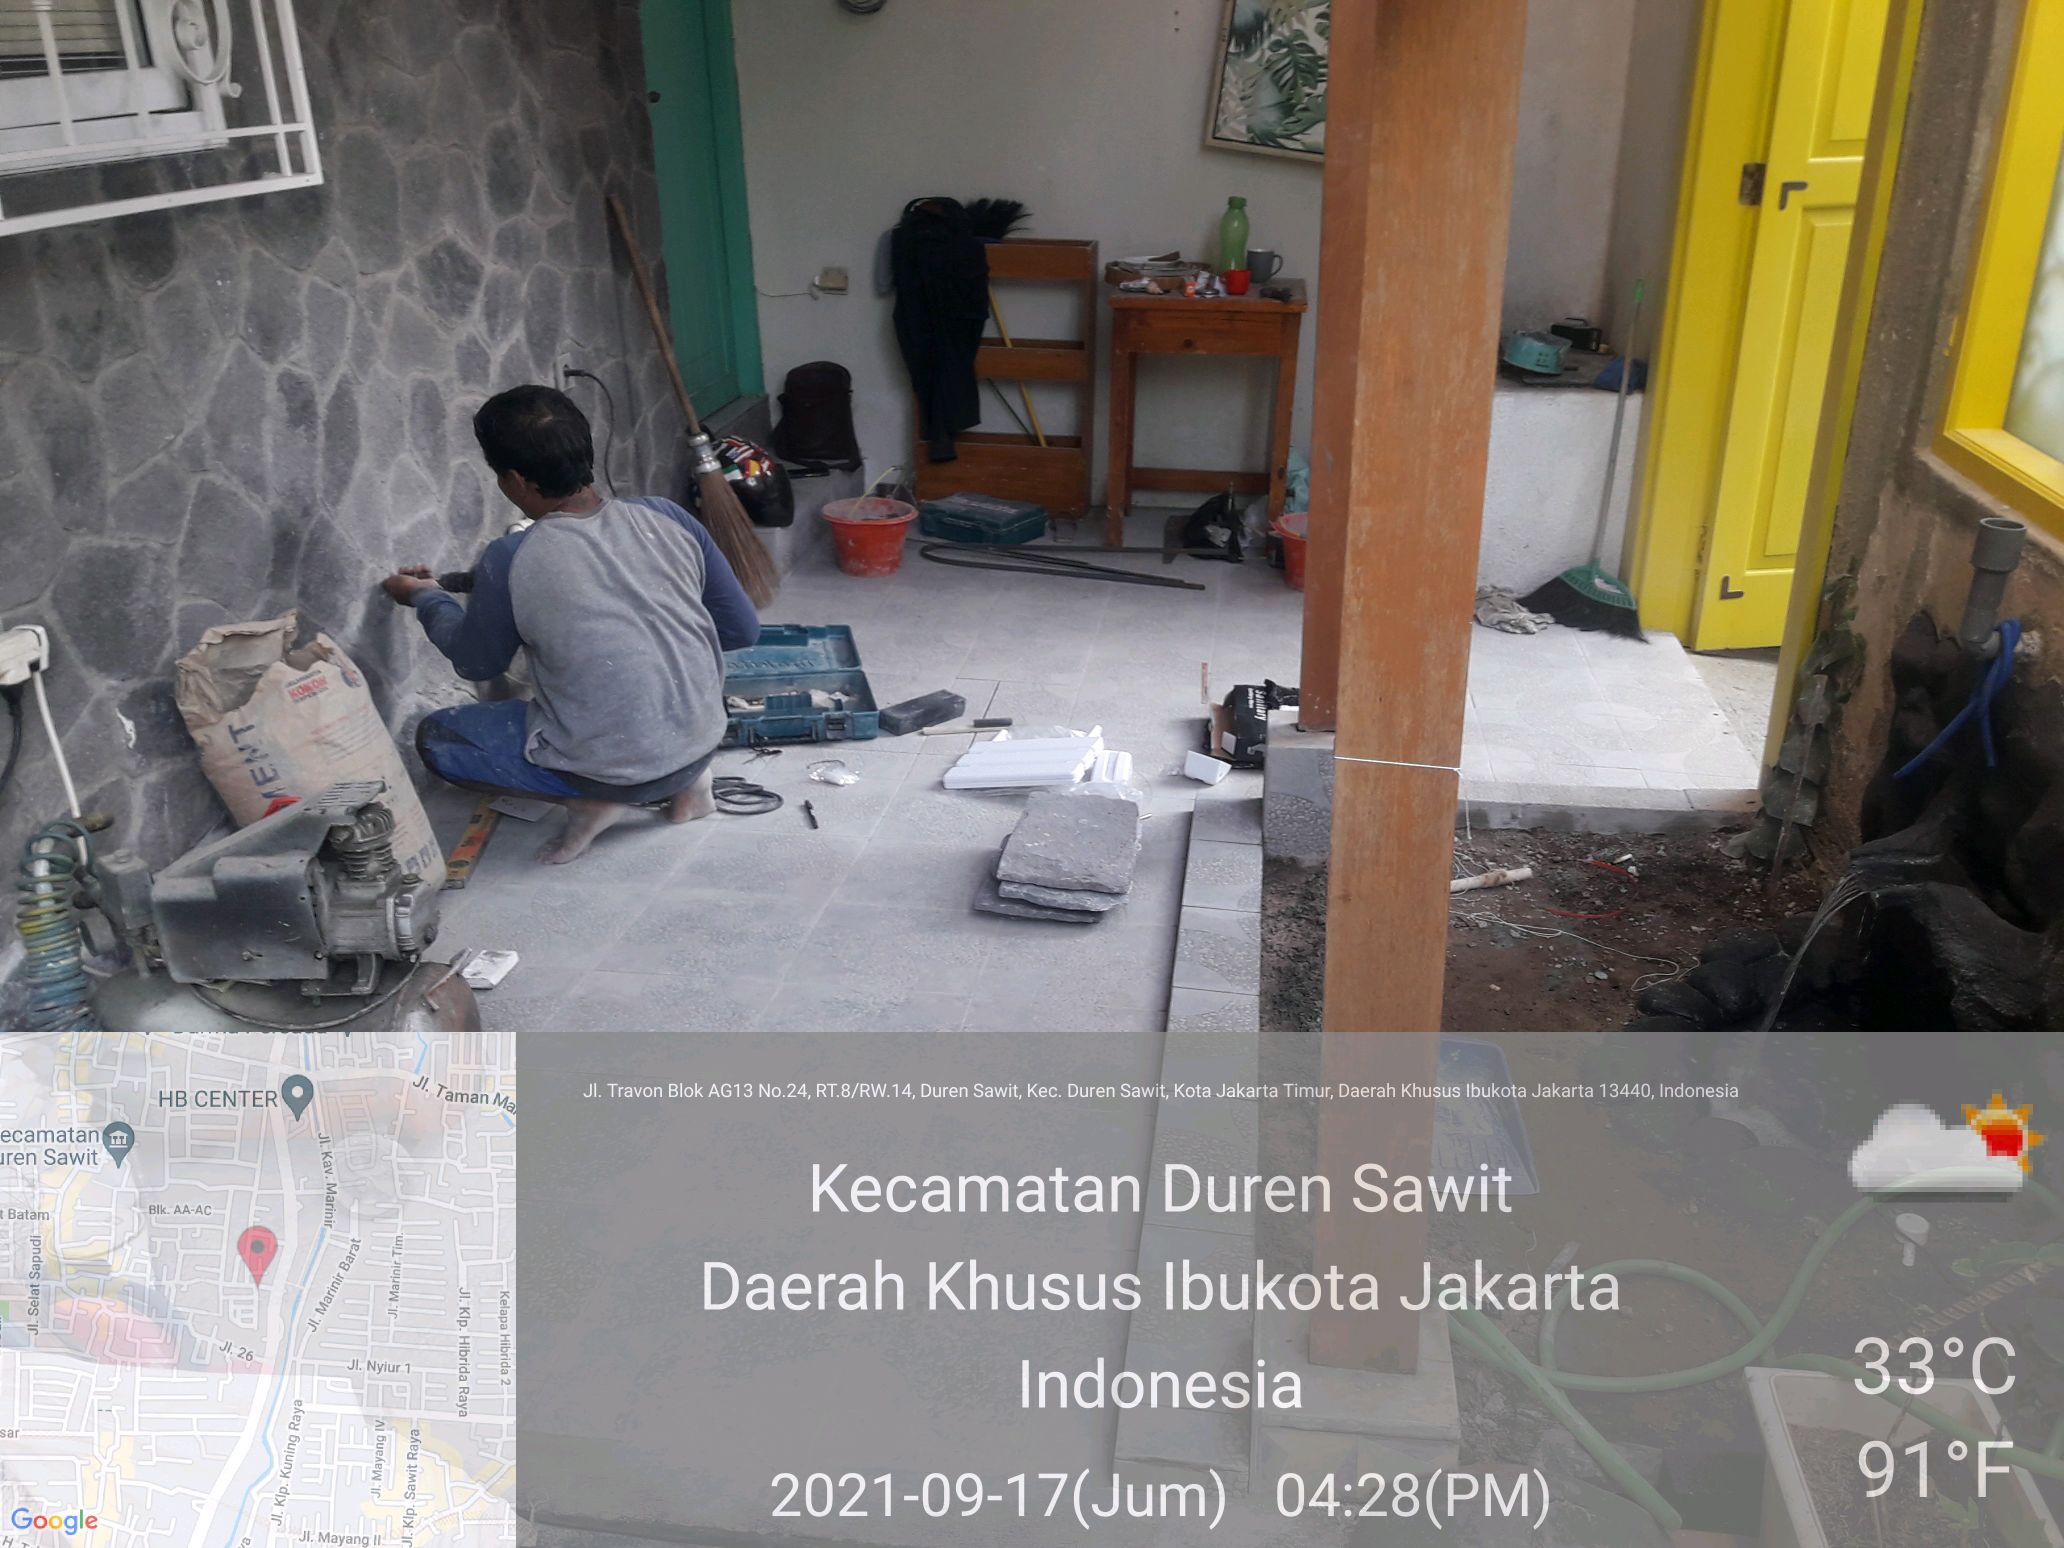 KOKOH
MENT
Sanitary
HB CENTER
Jl. Taman Ma
ecamatan
uren Sawit
Jl. Kav. Marinir
Blk. AA-AC
t Batam
Jl. Selat Sapudi
Jl. Marinir Barat
Jl. Marinir Tim.
Jl. Klp. Hibrida Raya
Kelapa Hibrida 2
Jl. 26
Jl. Nyiur 1
sar
Jl. Klp. Kuning Raya
Jl. Mayang IV
Jl. Klp. Sawit Raya
Jl. Mayang II
Google
Jl. Travon Blok AG13 No.24, RT.8/RW.14, Duren Sawit, Kec. Duren Sawit, Kota Jakarta Timur, Daerah Khusus Ibukota Jakarta 13440, Indonesia
Kecamatan Duren Sawit
Daerah Khusus Ibukota Jakarta
Indonesia
2021-09-17(Jum) 04:28(PM)
33°C
91°F